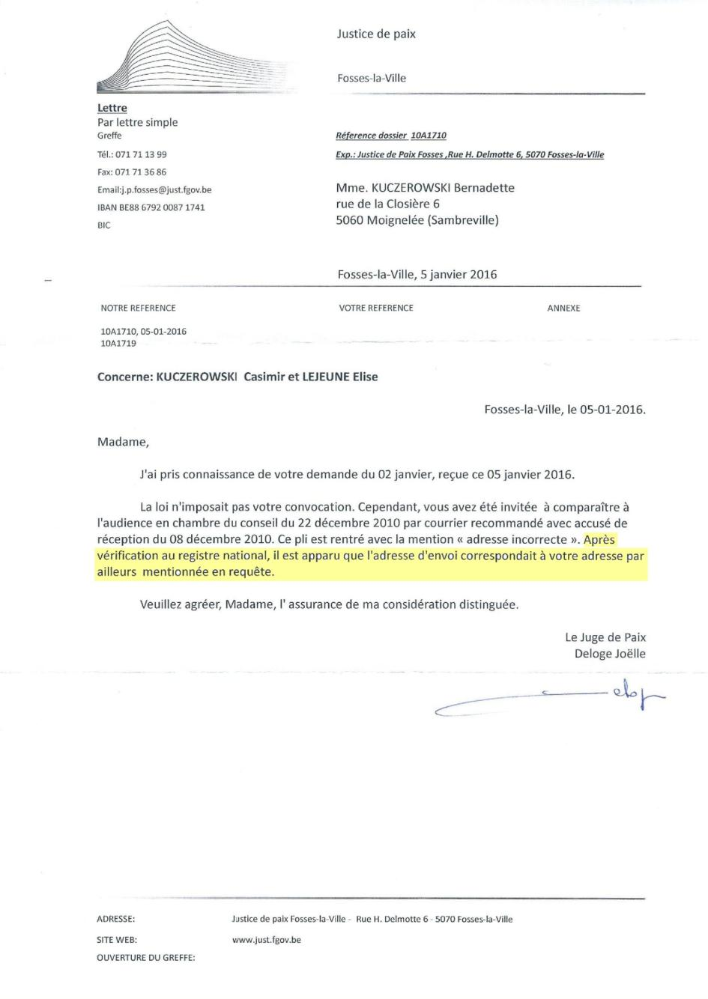 Justice de paix
Fosses-la-Ville
Lettre
Par lettre simple
Greffe
Tél.: 071 71 13 99
Fax: 071 71 36 86
Email:j.p.fosses@just.fgov.be
IBAN BE88 6792 0087 1741
BIC
Réference dossier 10A1710
Exp.: Justice de Paix Fosses ,Rue H. Delmotte 6, 5070 Fosses-la-Ville
Mme. KUCZEROWSKI Bernadette
rue de la Closière 6
5060 Moignelée (Sambreville)
Fosses-la-Ville, 5 janvier 2016
NOTRE REFERENCE VOTRE REFERENCE ANNEXE
10A1710, 05-01-2016
10A1719
Concerne: KUCZEROWSKI Casimir et LEJEUNE Elise
Fosses-la-Ville, le 05-01-2016.
Madame,
J'ai pris connaissance de votre demande du 02 janvier, reçue ce 05 janvier 2016.
La loi n'imposait pas votre convocation. Cependant, vous avez été invitée à comparaître à
l'audience en chambre du conseil du 22 décembre 2010 par courrier recommandé avec accusé de
réception du 08 décembre 2010. Ce pli est rentré avec la mention « adresse incorrecte ». Après
vérification au registre national, il est apparu que l'adresse d'envoi correspondait à votre adresse par
ailleurs mentionnée en requête.
Veuillez agréer, Madame, l' assurance de ma considération distinguée.
Le Juge de Paix
Deloge Joëlle
ADRESSE: Justice de paix Fosses-la-Ville - Rue H. Delmotte 6 - 5070 Fosses-la-Ville
SITE WEB: www.just.fgov.be
OUVERTURE DU GREFFE: